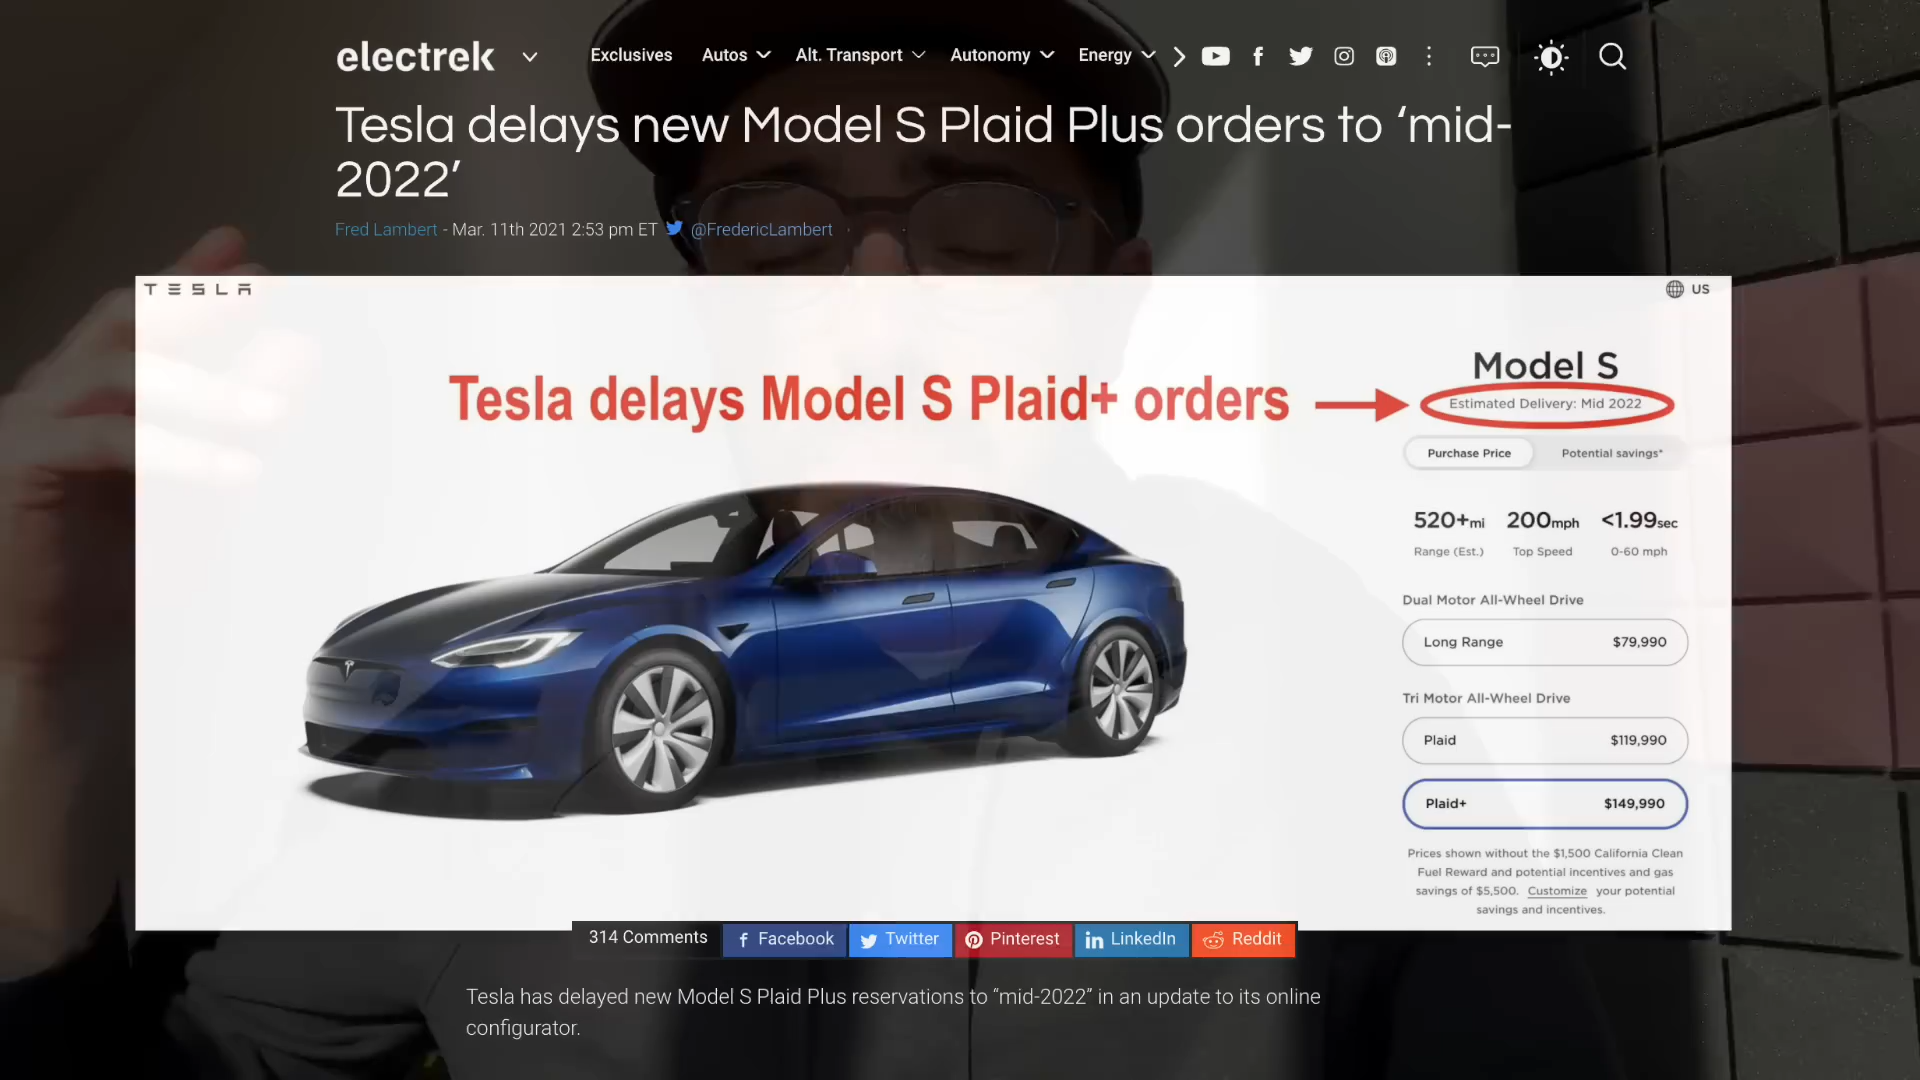 electrek
Exclusives Autos Alt. Transport Autonomy Energy
Tesla delays new Model S Plaid Plus orders to ‘mid-
2022’
Fred Lambert - Mar. 11th 2021 2:53 pm ET @FredericLambert
TESLA
US
Tesla delays Model S Plaid+ orders
Model S
Estimated Delivery: Mid 2022
Purchase Price Potential savings*
520+mi 200mph <1.99sec
Range (Est.) Top Speed 0-60 mph
Dual Motor All-Wheel Drive
Long Range $79,990
Tri Motor All-Wheel Drive
Plaid $119,990
Plaid+ $149,990
Prices shown without the $1,500 California Clean
Fuel Reward and potential incentives and gas
savings of $5,500. Customize your potential
savings and incentives.
314 Comments Facebook Twitter Pinterest LinkedIn Reddit
Tesla has delayed new Model S Plaid Plus reservations to “mid-2022” in an update to its online
configurator.